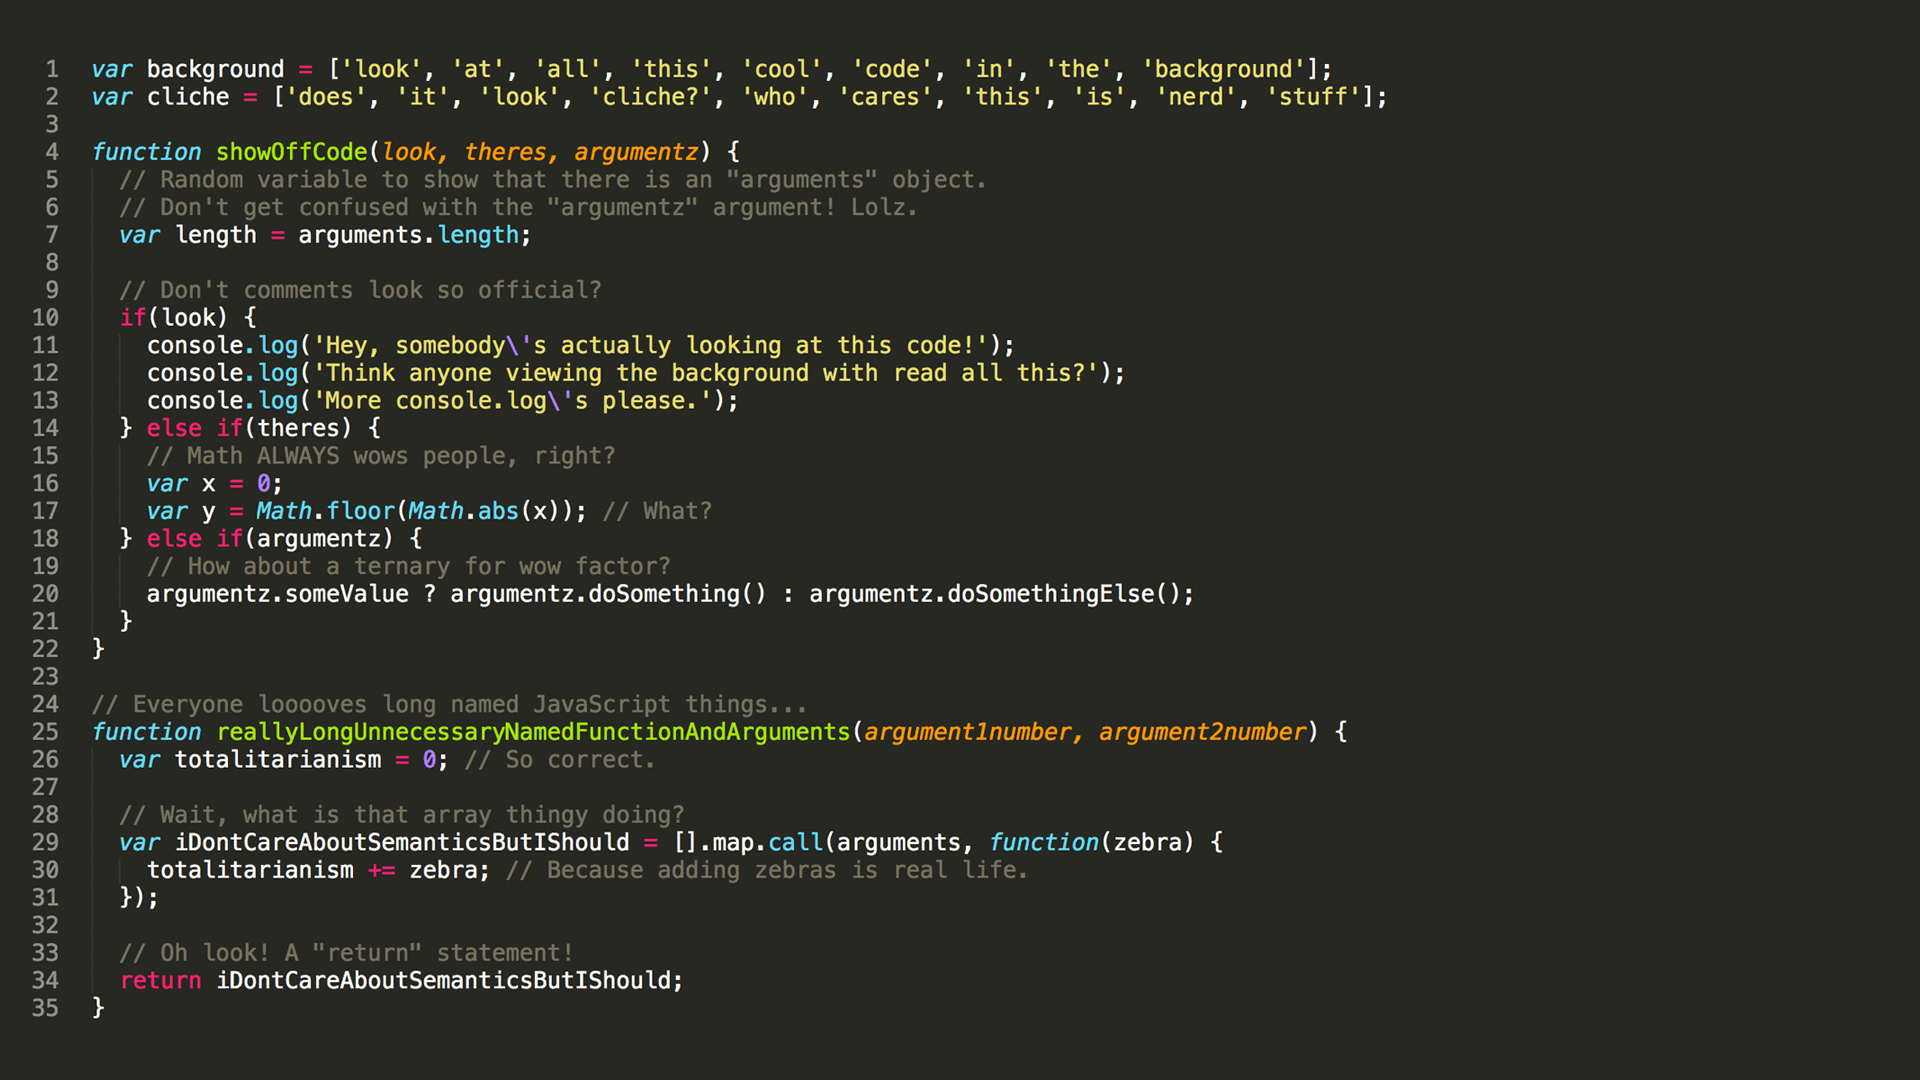 1 var background = ['look', 'at', 'all', 'this', 'cool', 'code', 'in', 'the', 'background'];
2 var cliche = ['does', 'it', 'look', 'cliche?', 'who', 'cares', 'this', 'is', 'nerd', 'stuff'];
3
4 function showOffCode(look, theres, argumentz) {
5   // Random variable to show that there is an "arguments" object.
6   // Don't get confused with the "argumentz" argument! Lolz.
7   var length = arguments.length;
8
9   // Don't comments look so official?
10   if(look) {
11     console.log('Hey, somebody\'s actually looking at this code!');
12     console.log('Think anyone viewing the background with read all this?');
13     console.log('More console.log\'s please.');
14   } else if(theres) {
15     // Math ALWAYS wows people, right?
16     var x = 0;
17     var y = Math.floor(Math.abs(x)); // What?
18   } else if(argumentz) {
19     // How about a ternary for wow factor?
20     argumentz.someValue ? argumentz.doSomething() : argumentz.doSomethingElse();
21   }
22 }
23
24 // Everyone looooves long named JavaScript things...
25 function reallyLongUnnecessaryNamedFunctionAndArguments(argument1number, argument2number) {
26   var totalitarianism = 0; // So correct.
27
28   // Wait, what is that array thingy doing?
29   var iDontCareAboutSemanticsButIShould = [].map.call(arguments, function(zebra) {
30     totalitarianism += zebra; // Because adding zebras is real life.
31   });
32
33   // Oh look! A "return" statement!
34   return iDontCareAboutSemanticsButIShould;
35 }